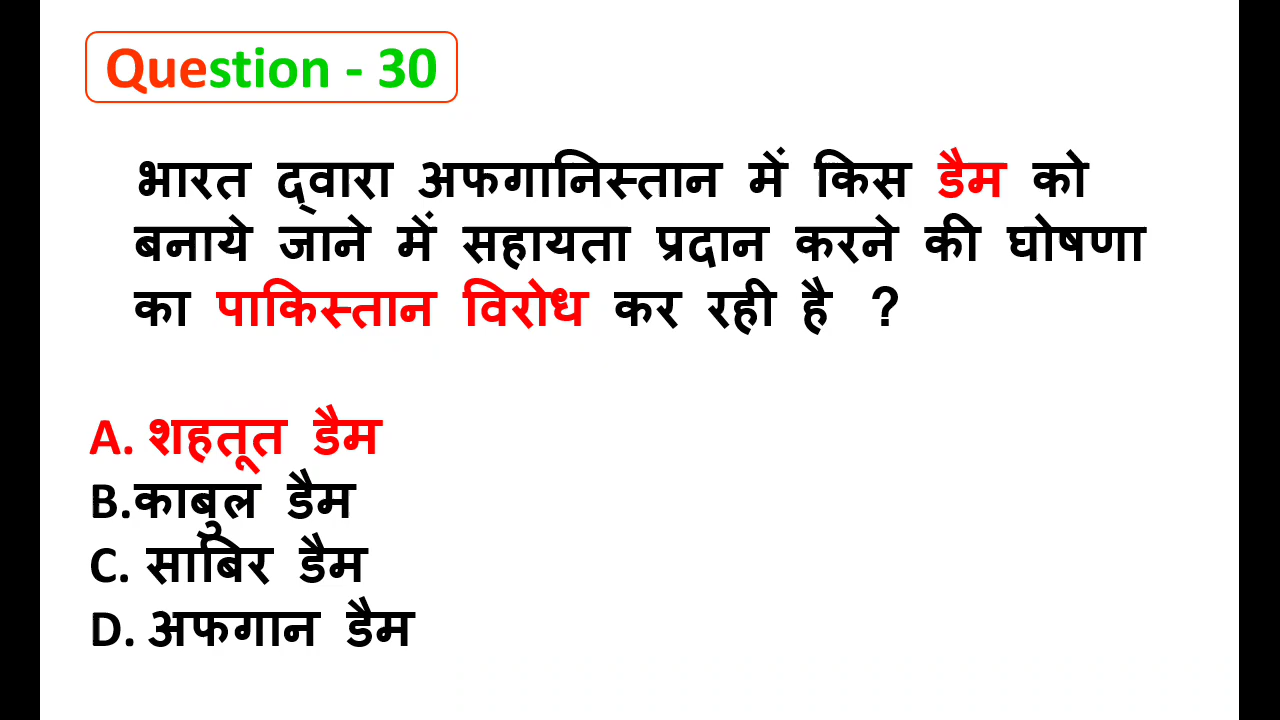 Question - 30
भारत द्वारा अफगानिस्तान में किस डैम को
बनाये जाने में सहायता प्रदान करने की घोषणा
का पाकिस्तान विरोध कर रही है ?
A. शहतूत डैम
B.काबुल डैम
C. साबिर डैम
D. अफगान डैम